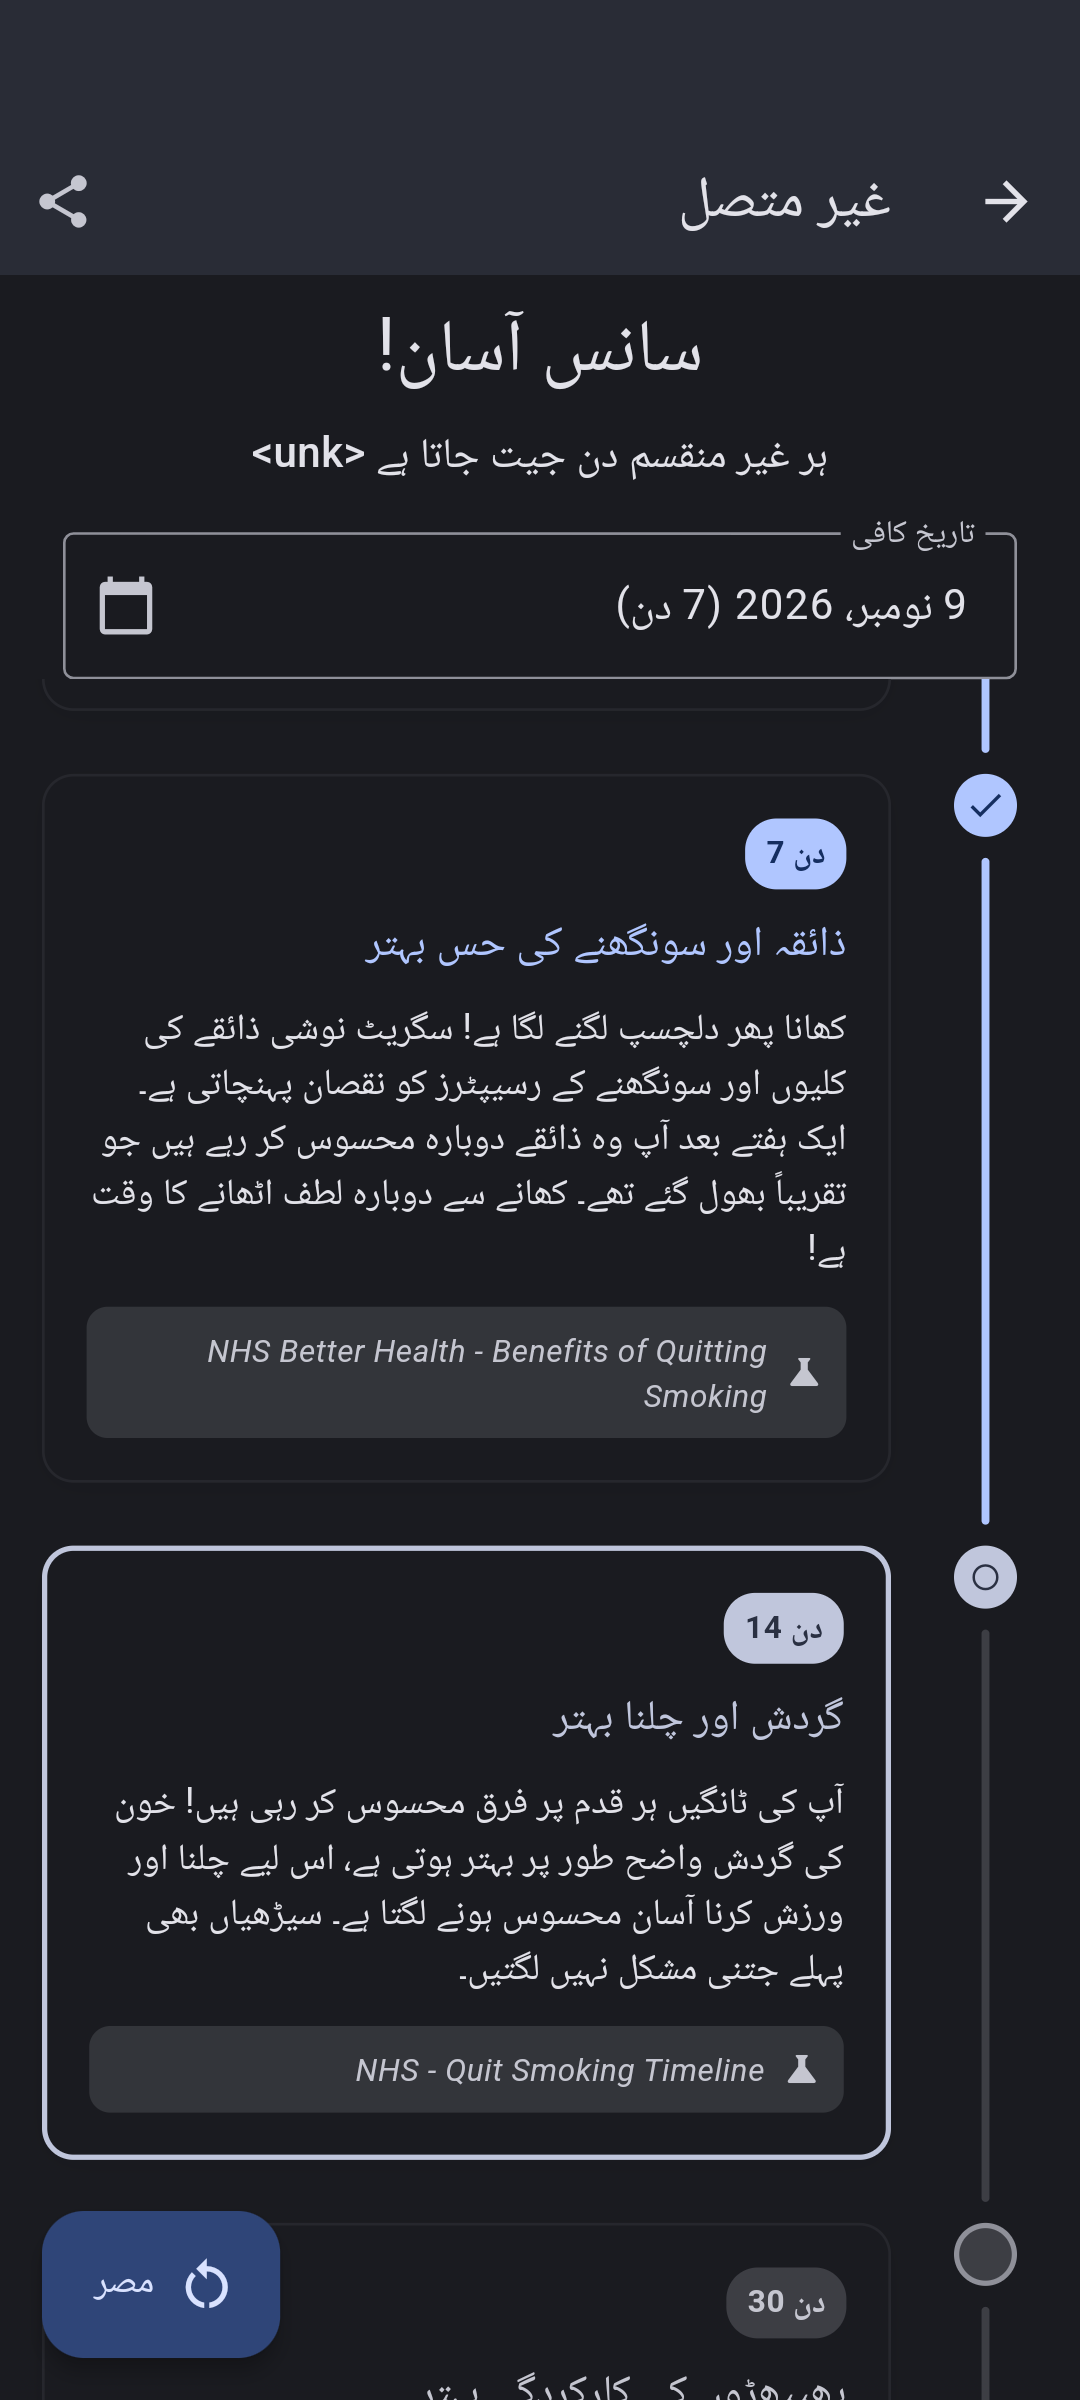 غیر متصل
سانس آسان!
ہر غیر منقسم دن جیت جاتا ہے <unk>
تاریخ کافی
9 نومبر، 2026 (7 دن)
دن 7
ذائقہ اور سونگھنے کی حس بہتر
کھانا پھر دلچسپ لگنے لگا ہے! سگریٹ نوشی ذائقے کی
کلیوں اور سونگھنے کے رسیپٹرز کو نقصان پہنچاتی ہے۔
ایک ہفتے بعد آپ وہ ذائقے دوبارہ محسوس کر رہے ہیں جو
تقریباً بھول گئے تھے۔ کھانے سے دوبارہ لطف اٹھانے کا وقت
ہے!
NHS Better Health - Benefits of Quitting
Smoking
دن 14
گردش اور چلنا بہتر
آپ کی ٹانگیں ہر قدم پر فرق محسوس کر رہی ہیں! خون
کی گردش واضح طور پر بہتر ہوتی ہے، اس لیے چلنا اور
ورزش کرنا آسان محسوس ہونے لگتا ہے۔ سیڑھیاں بھی
پہلے جتنی مشکل نہیں لگتیں۔
NHS - Quit Smoking Timeline
مصر
دن 30
پھیپھڑوں کی کارکردگی بہتر